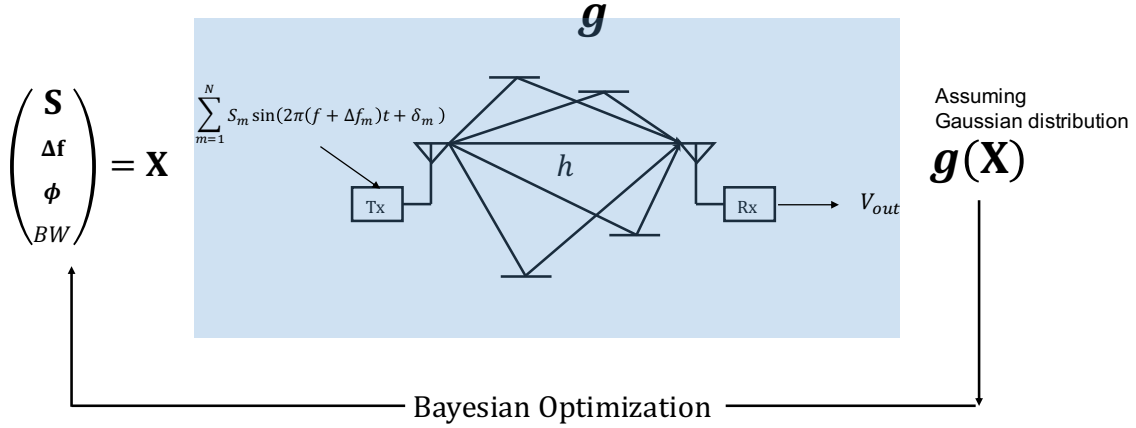 g
N
∑ S_m sin(2π(f + Δf_m)t + δ_m )
m=1
S
Δf
ϕ
BW
= X
Assuming
Gaussian distribution
g(X)
h
Tx
Rx
V_out
Bayesian Optimization